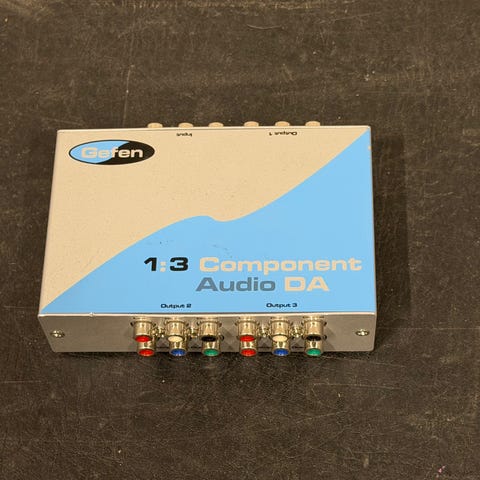 Input
Output 1
Gefen
1:3 Component
Audio DA
Output 2
Output 3